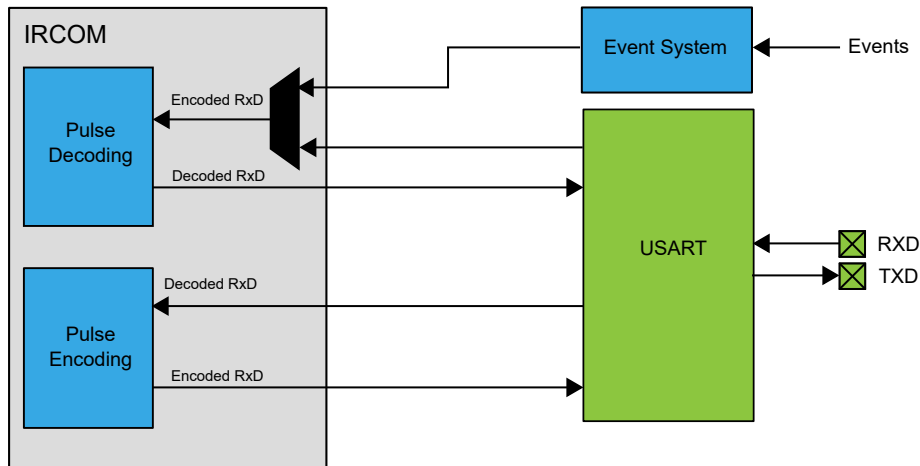 IRCOM
Event System
Events
Encoded RxD
Pulse
Decoding
Decoded RxD
USART
RXD
TXD
Decoded RxD
Pulse
Encoding
Encoded RxD